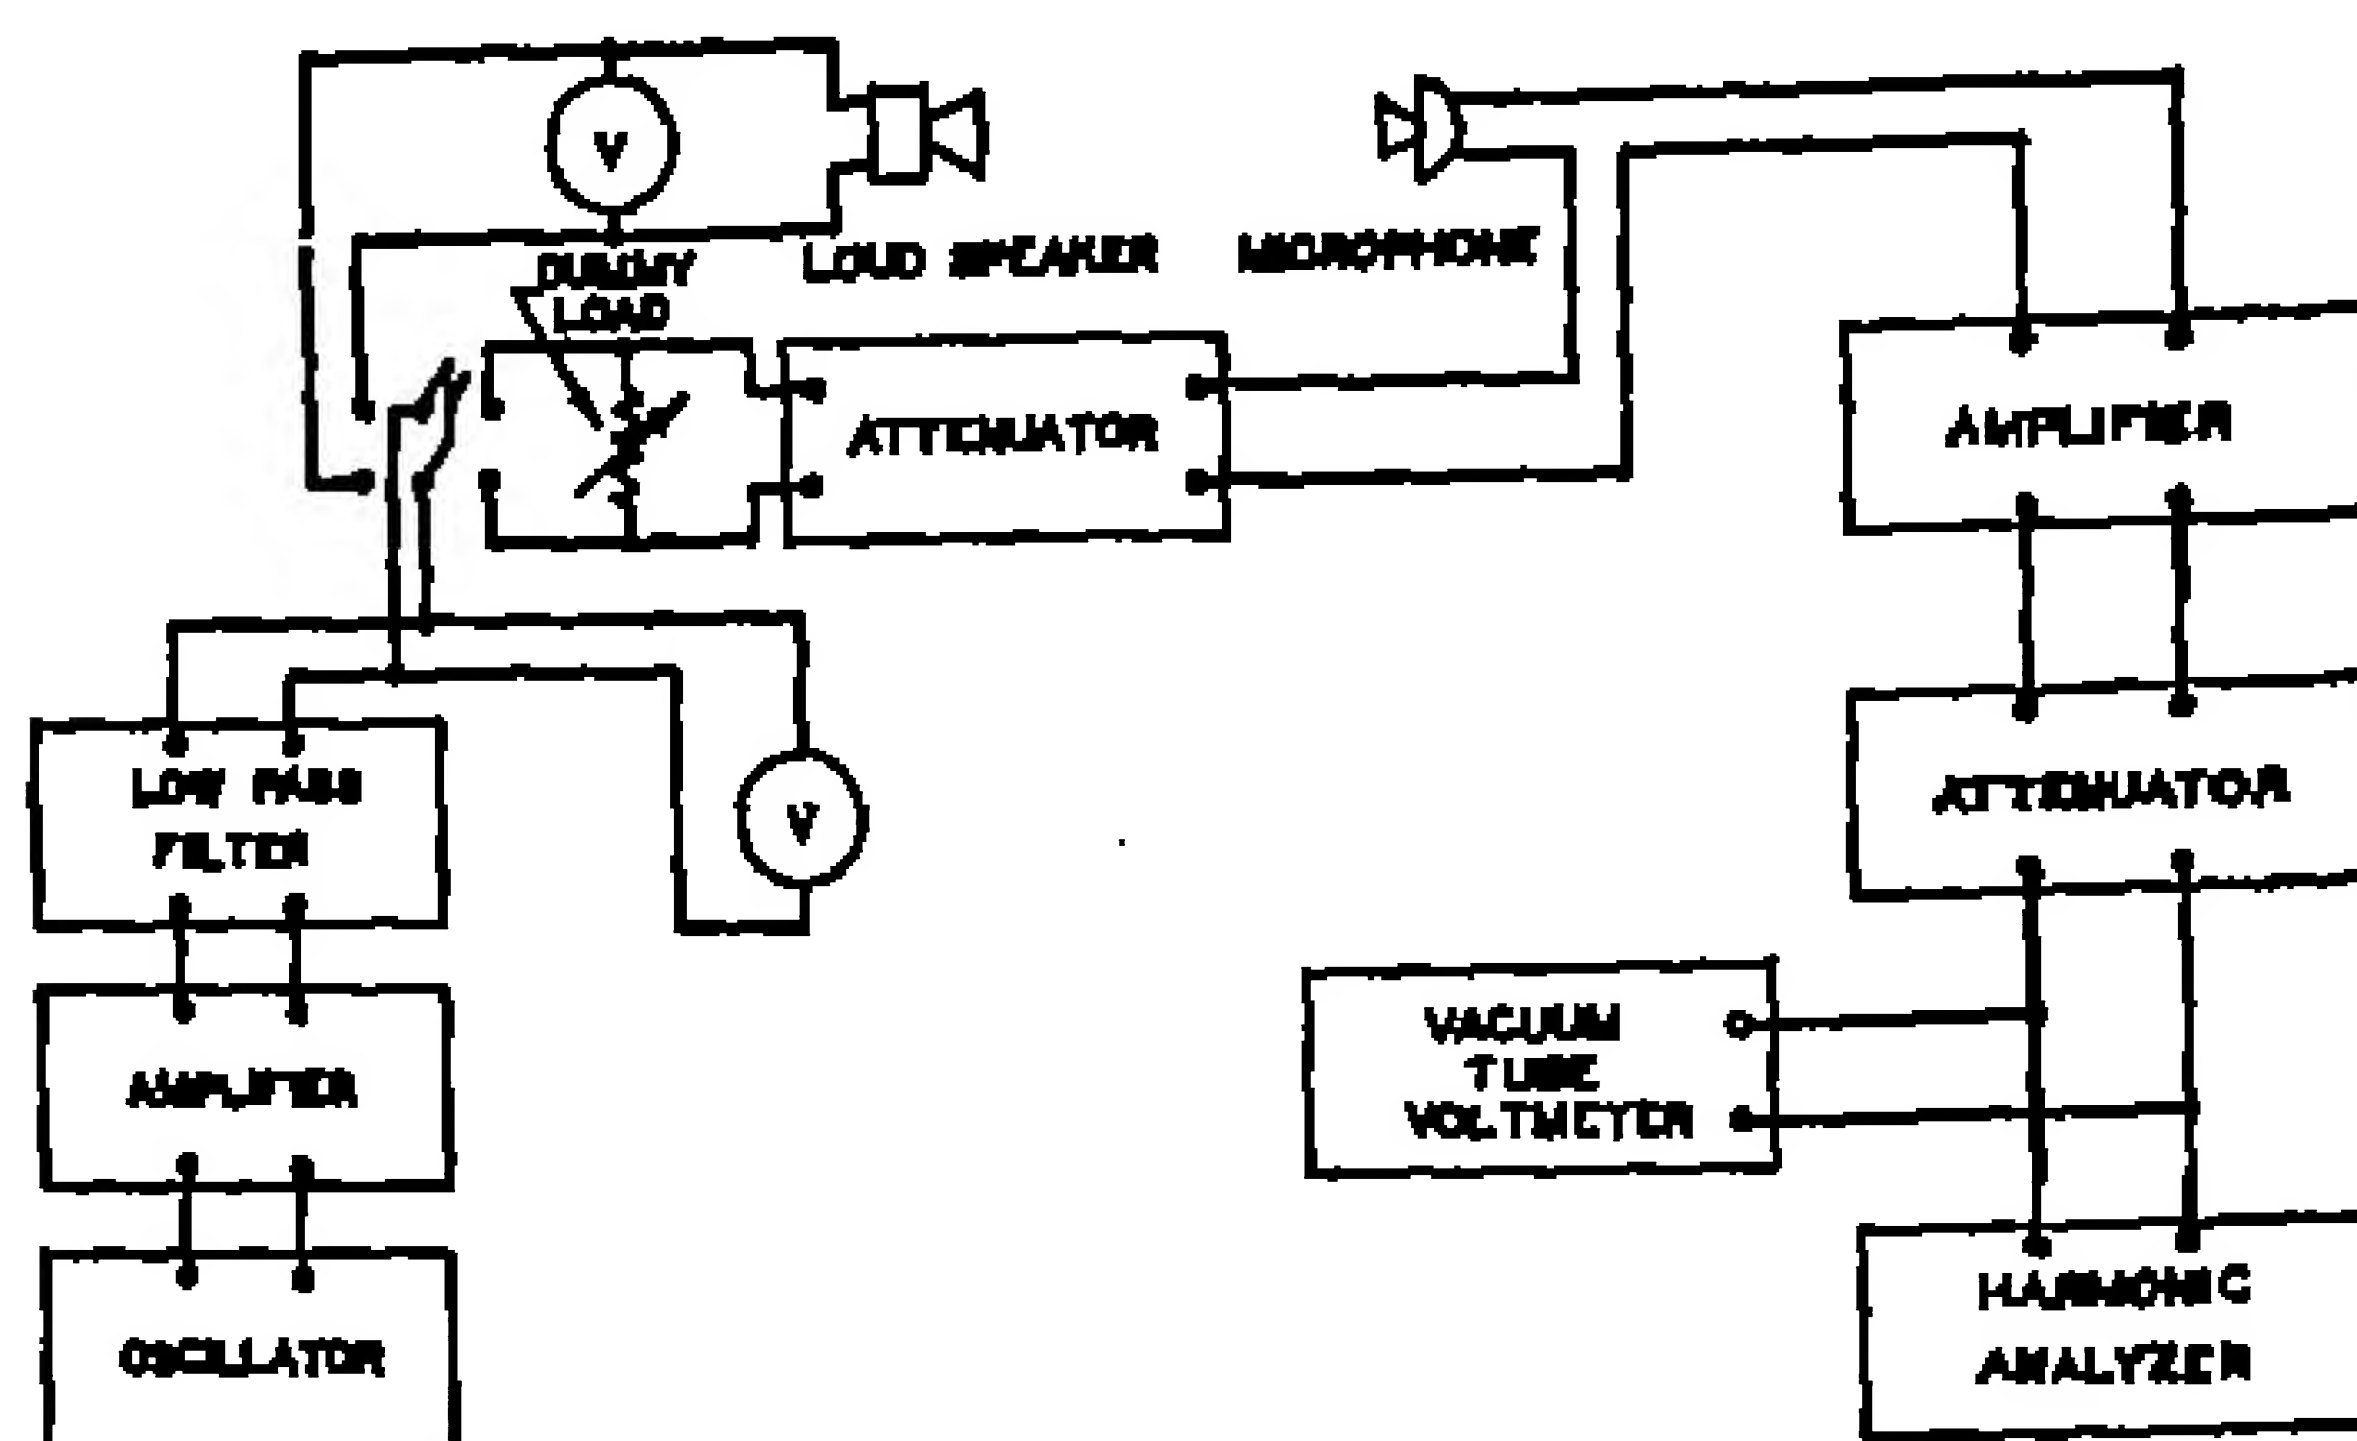 V
DUMMY
LOAD
LOUD SPEAKER
MICROPHONE
ATTENUATOR
AMPLIFIER
LOW PASS
FILTER
V
ATTENUATOR
AMPLIFIER
VACUUM
TUBE
VOLTMETER
OSCILLATOR
HARMONIC
ANALYZER